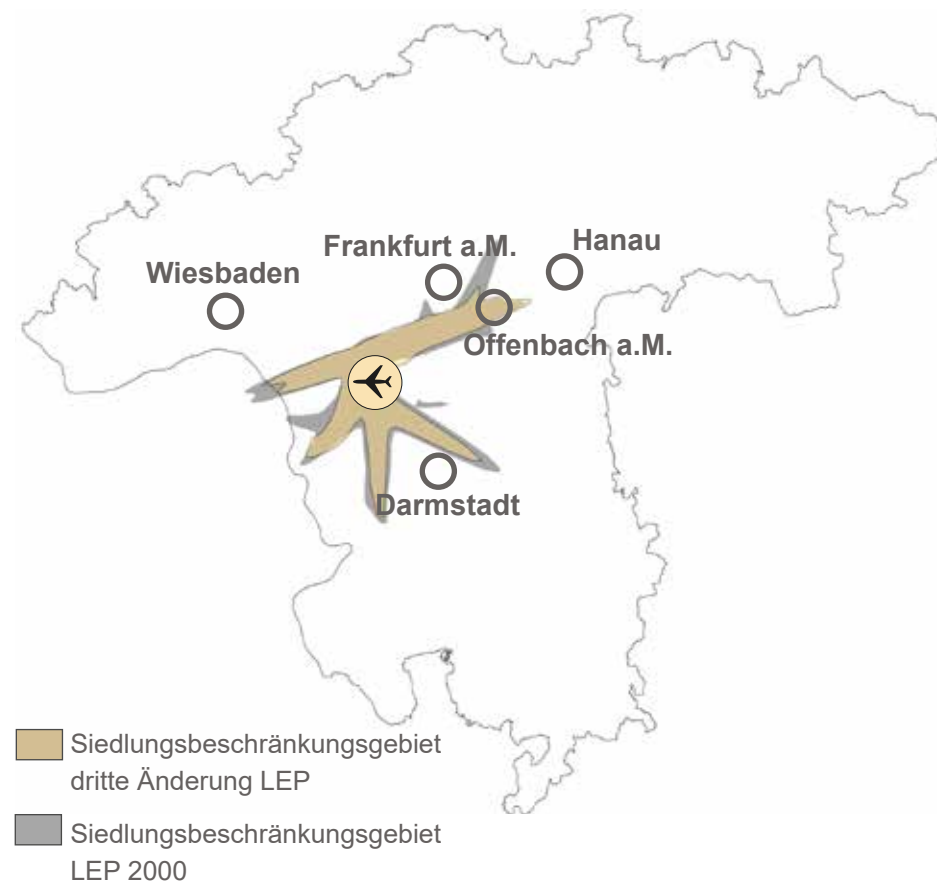 Frankfurt a.M.
Hanau
Wiesbaden
Offenbach a.M.
Darmstadt
Siedlungsbeschränkungsgebiet
dritte Änderung LEP
Siedlungsbeschränkungsgebiet
LEP 2000